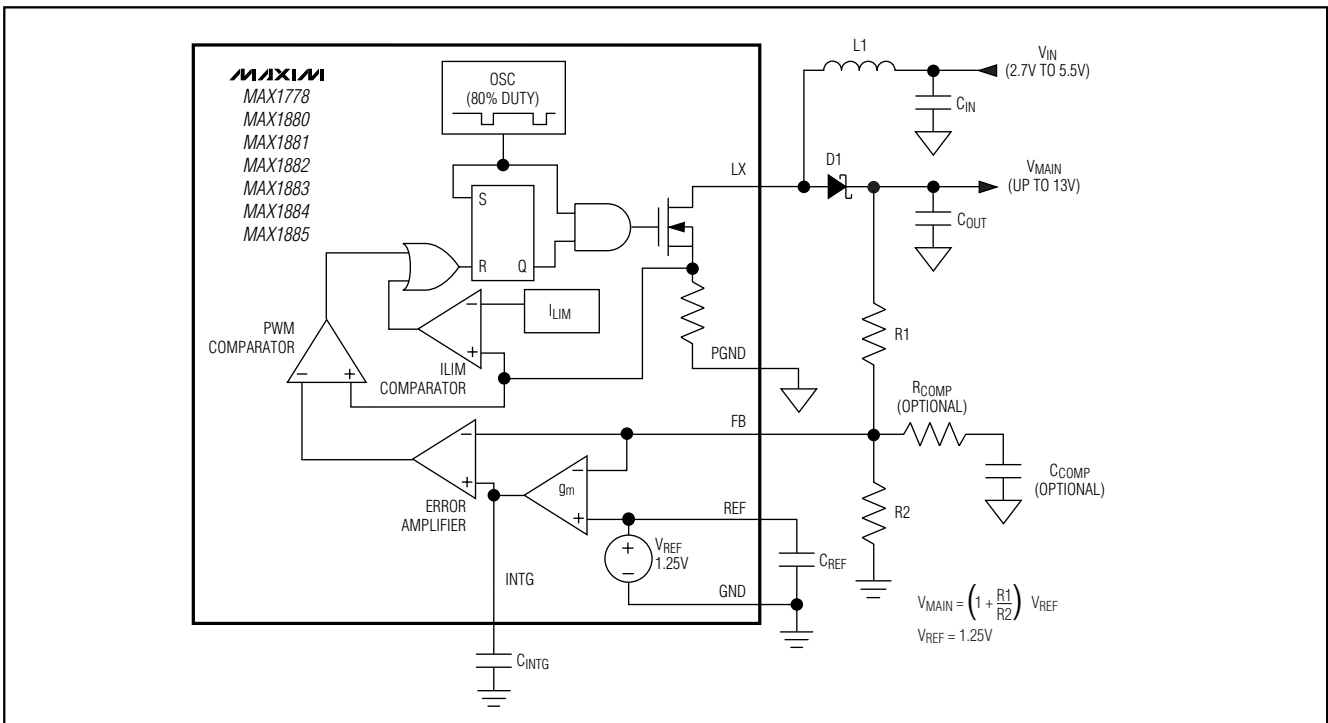 MAXIM
MAX1778
MAX1880
MAX1881
MAX1882
MAX1883
MAX1884
MAX1885
OSC
(80% DUTY)
S
R
Q
ILIM
-
+
ILIM
COMPARATOR
PWM
COMPARATOR
-
+
ERROR
AMPLIFIER
-
+
gm
-
+
INTG
CINTG
VREF
1.25V
+
-
LX
PGND
FB
REF
GND
CREF
L1
VIN
(2.7V TO 5.5V)
CIN
D1
VMAIN
(UP TO 13V)
COUT
R1
RCOMP
(OPTIONAL)
CCOMP
(OPTIONAL)
R2
VMAIN = (1 + R1/R2) VREF
VREF = 1.25V